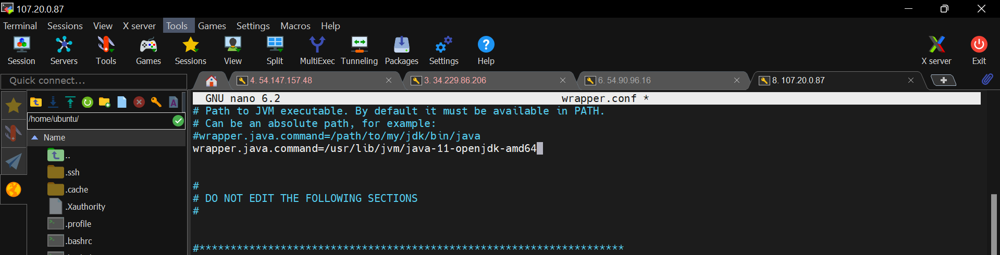 107.20.0.87
Terminal Sessions View X server Tools Games Settings Macros Help
Session Servers Tools Games Sessions View Split MultiExec Tunneling Packages Settings Help X server Exit
Quick connect...
4. 54.147.157.48
3. 34.229.86.206
6. 54.90.96.16
8. 107.20.0.87
/home/ubuntu/
Name
..
.ssh
.cache
.Xauthority
.profile
.bashrc
GNU nano 6.2 wrapper.conf *
# Path to JVM executable. By default it must be available in PATH.
# Can be an absolute path, for example:
#wrapper.java.command=/path/to/my/jdk/bin/java
wrapper.java.command=/usr/lib/jvm/java-11-openjdk-amd64
#
# DO NOT EDIT THE FOLLOWING SECTIONS
#
#********************************************************************